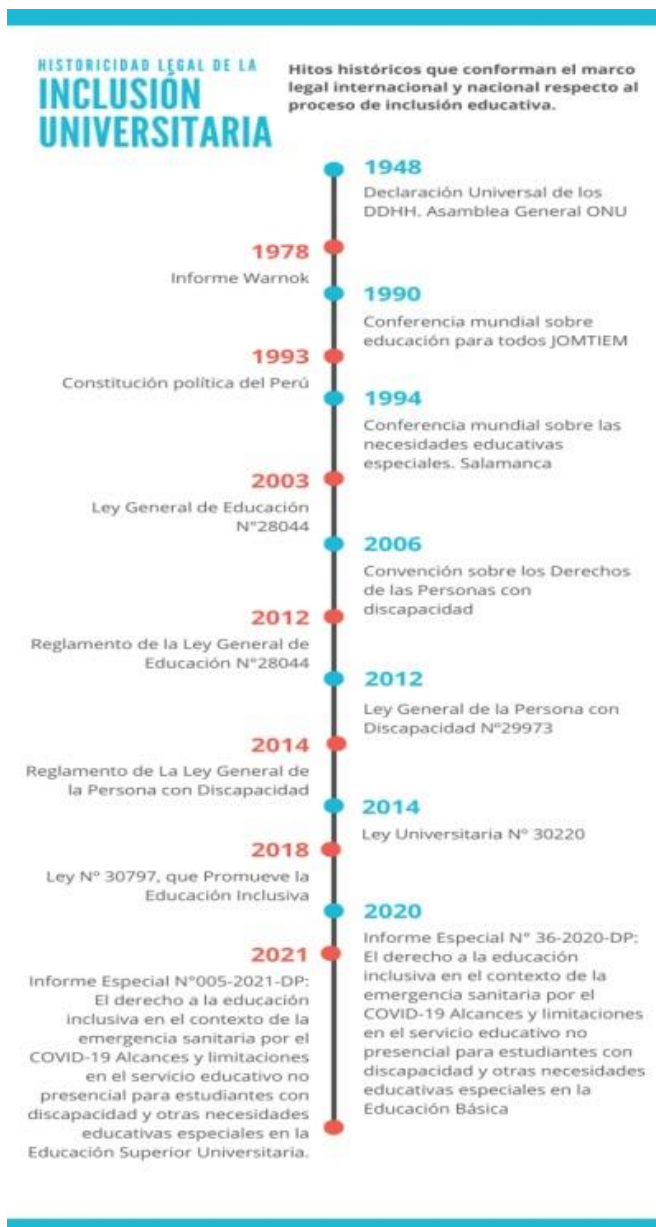 HISTORICIDAD LEGAL DE LA
INCLUSIÓN
UNIVERSITARIA
Hitos históricos que conforman el marco
legal internacional y nacional respecto al
proceso de inclusión educativa.
1948
Declaración Universal de los
DDHH. Asamblea General ONU
1978
Informe Warnok
1990
Conferencia mundial sobre
educación para todos JOMTIEM
1993
Constitución política del Perú
1994
Conferencia mundial sobre las
necesidades educativas
especiales. Salamanca
2003
Ley General de Educación
N°28044
2006
Convención sobre los Derechos
de las Personas con
discapacidad
2012
Reglamento de la Ley General de
Educación N°28044
2012
Ley General de la Persona con
Discapacidad Nº29973
2014
Reglamento de La Ley General de
la Persona con Discapacidad
2014
Ley Universitaria N° 30220
2018
Ley N° 30797, que Promueve la
Educación Inclusiva
2020
Informe Especial N° 36-2020-DP:
El derecho a la educación
inclusiva en el contexto de la
emergencia sanitaria por el
COVID-19 Alcances y limitaciones
en el servicio educativo no
presencial para estudiantes con
discapacidad y otras necesidades
educativas especiales en la
Educación Básica
2021
Informe Especial N°005-2021-DP:
El derecho a la educación
inclusiva en el contexto de la
emergencia sanitaria por el
COVID-19 Alcances y limitaciones
en el servicio educativo no
presencial para estudiantes con
discapacidad y otras necesidades
educativas especiales en la
Educación Superior Universitaria.